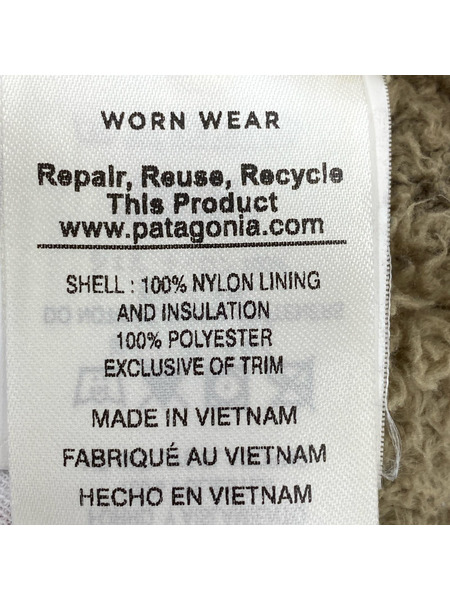 WORN WEAR
Repair, Reuse, Recycle
This Product
www.patagonia.com
SHELL : 100% NYLON LINING
AND INSULATION
100% POLYESTER
EXCLUSIVE OF TRIM
MADE IN VIETNAM
FABRIQUÉ AU VIETNAM
HECHO EN VIETNAM